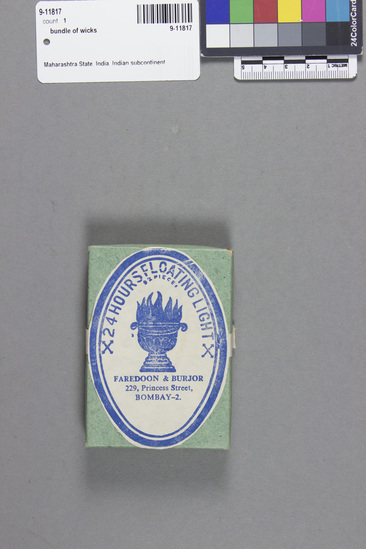 9-11817
count 1
bundle of wicks
9-11817
Maharashtra State, India, Indian subcontinent
24ColorCard
24 HOURS FLOATING LIGHT
PIECES
FAREDOON & BURJOR
229, Princess Street,
BOMBAY-2.